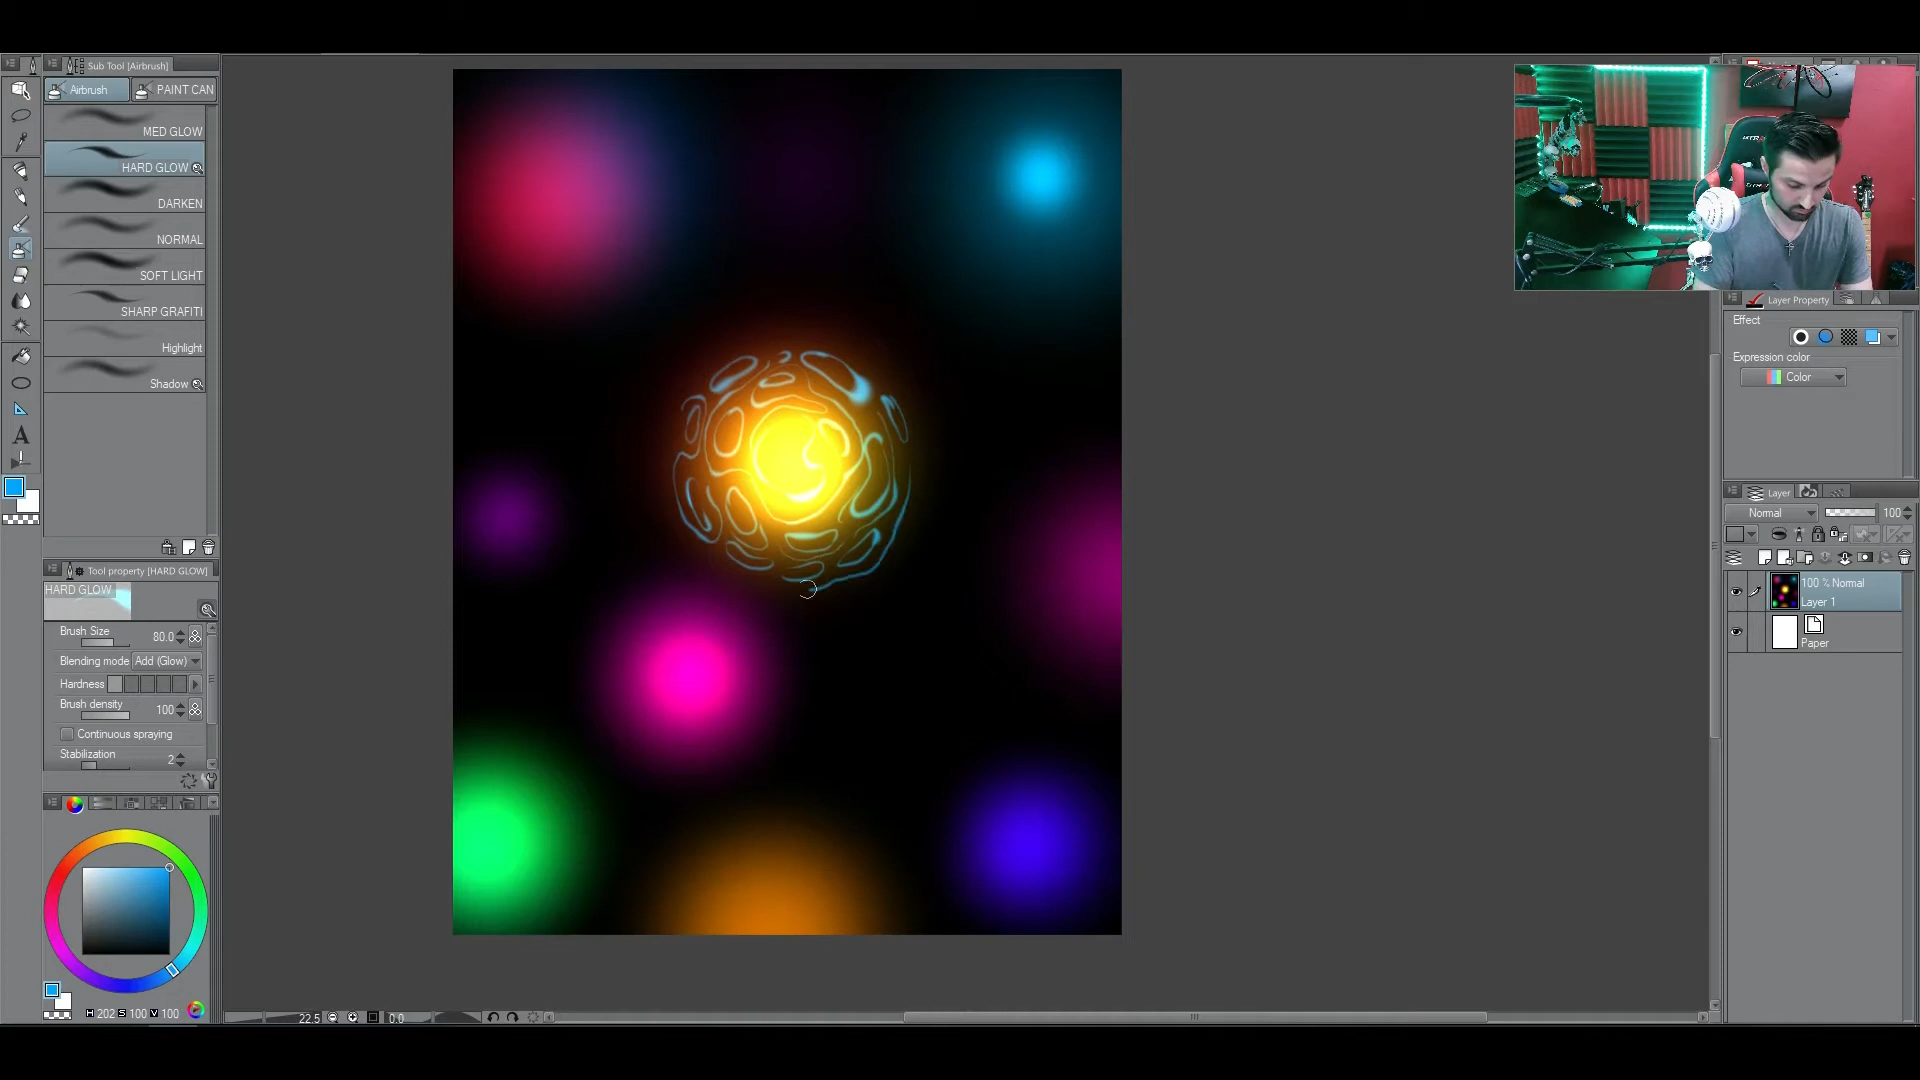 Sub Tool [Airbrush]
Airbrush
PAINT CAN
MED GLOW
HARD GLOW
DARKEN
NORMAL
SOFT LIGHT
SHARP GRAFITI
Highlight
Shadow
A
Tool property [HARD GLOW]
HARD GLOW
Brush Size 80.0
Blending mode Add (Glow)
Hardness
Brush density 100
Continuous spraying
Stabilization 2
H 202 S 100 V 100
22.5
0.0
Layer Property
Effect
Expression color
Color
Layer
Normal 100
100 % Normal
Layer 1
Paper